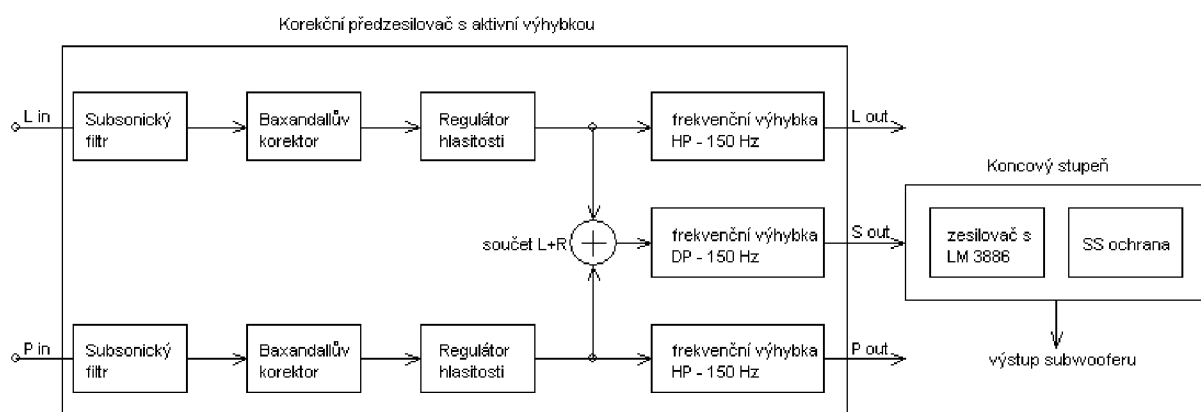 Korekční předzesilovač s aktivní výhybkou
L in
Subsonický
filtr
Baxandallův
korektor
Regulátor
hlasitosti
frekvenční výhybka
HP - 150 Hz
L out
Koncový stupeň
součet L+R
frekvenční výhybka
DP - 150 Hz
S out
zesilovač s
LM 3886
SS ochrana
P in
Subsonický
filtr
Baxandallův
korektor
Regulátor
hlasitosti
frekvenční výhybka
HP - 150 Hz
P out
výstup subwooferu